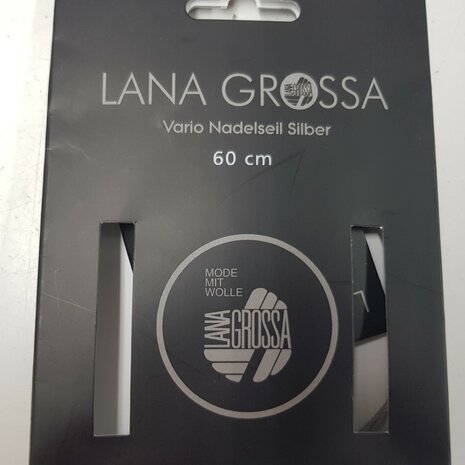 LANA GROSSA
Vario Nadelseil Silber
60 cm
MODE
MIT
WOLLE
LANA
GROSSA